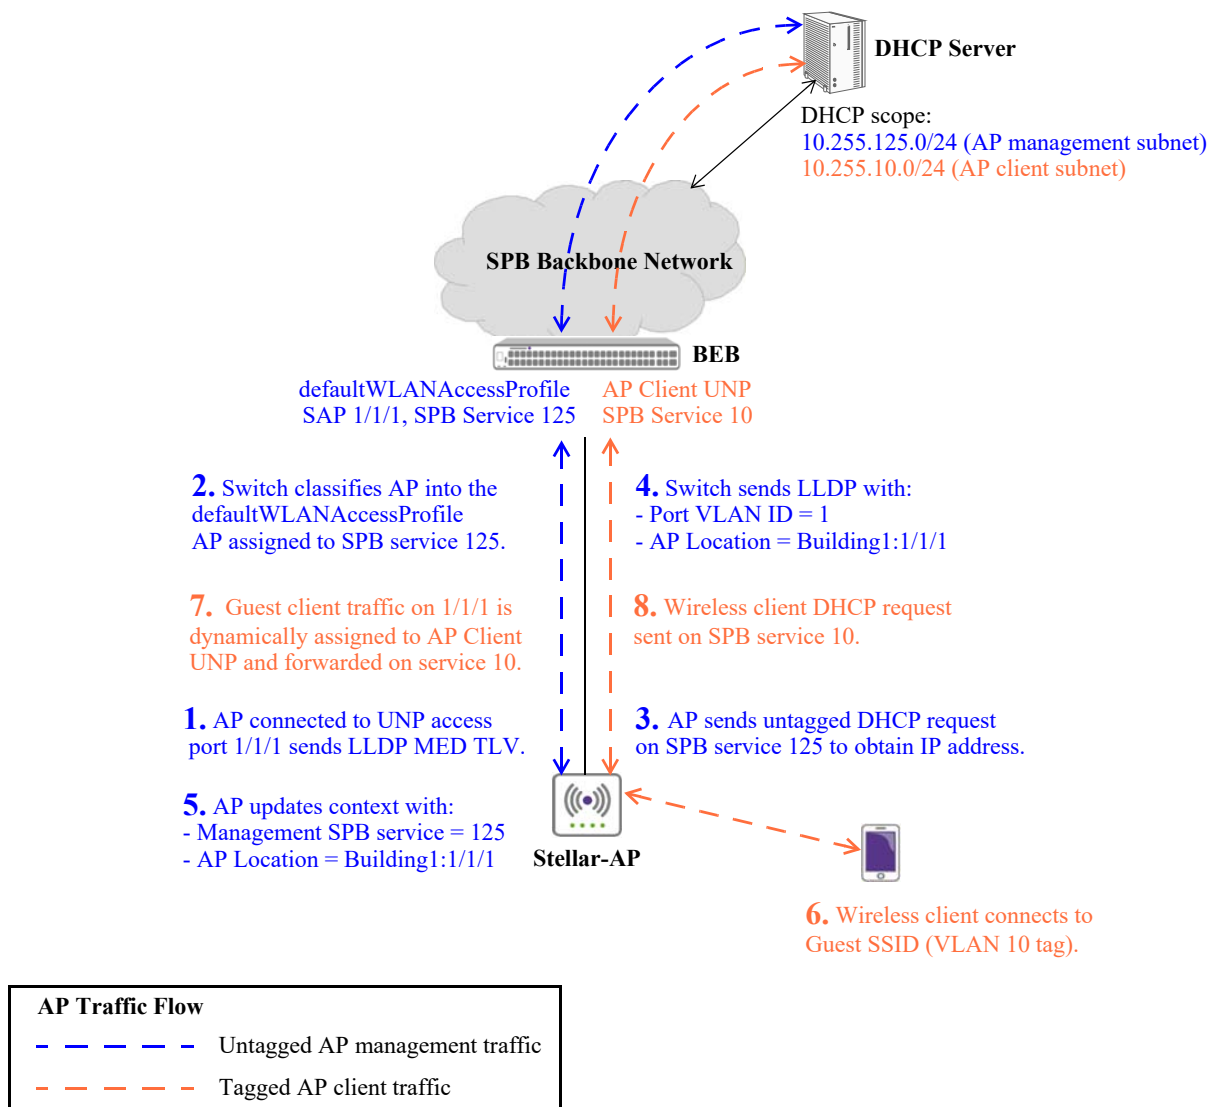 DHCP Server
DHCP scope:
10.255.125.0/24 (AP management subnet)
10.255.10.0/24 (AP client subnet)
SPB Backbone Network
BEB
defaultWLANAccessProfile
SAP 1/1/1, SPB Service 125
AP Client UNP
SPB Service 10
2. Switch classifies AP into the
defaultWLANAccessProfile
AP assigned to SPB service 125.
4. Switch sends LLDP with:
- Port VLAN ID = 1
- AP Location = Building1:1/1/1
7. Guest client traffic on 1/1/1 is
dynamically assigned to AP Client
UNP and forwarded on service 10.
8. Wireless client DHCP request
sent on SPB service 10.
1. AP connected to UNP access
port 1/1/1 sends LLDP MED TLV.
3. AP sends untagged DHCP request
on SPB service 125 to obtain IP address.
5. AP updates context with:
- Management SPB service = 125
- AP Location = Building1:1/1/1
Stellar-AP
6. Wireless client connects to
Guest SSID (VLAN 10 tag).
AP Traffic Flow
Untagged AP management traffic
Tagged AP client traffic